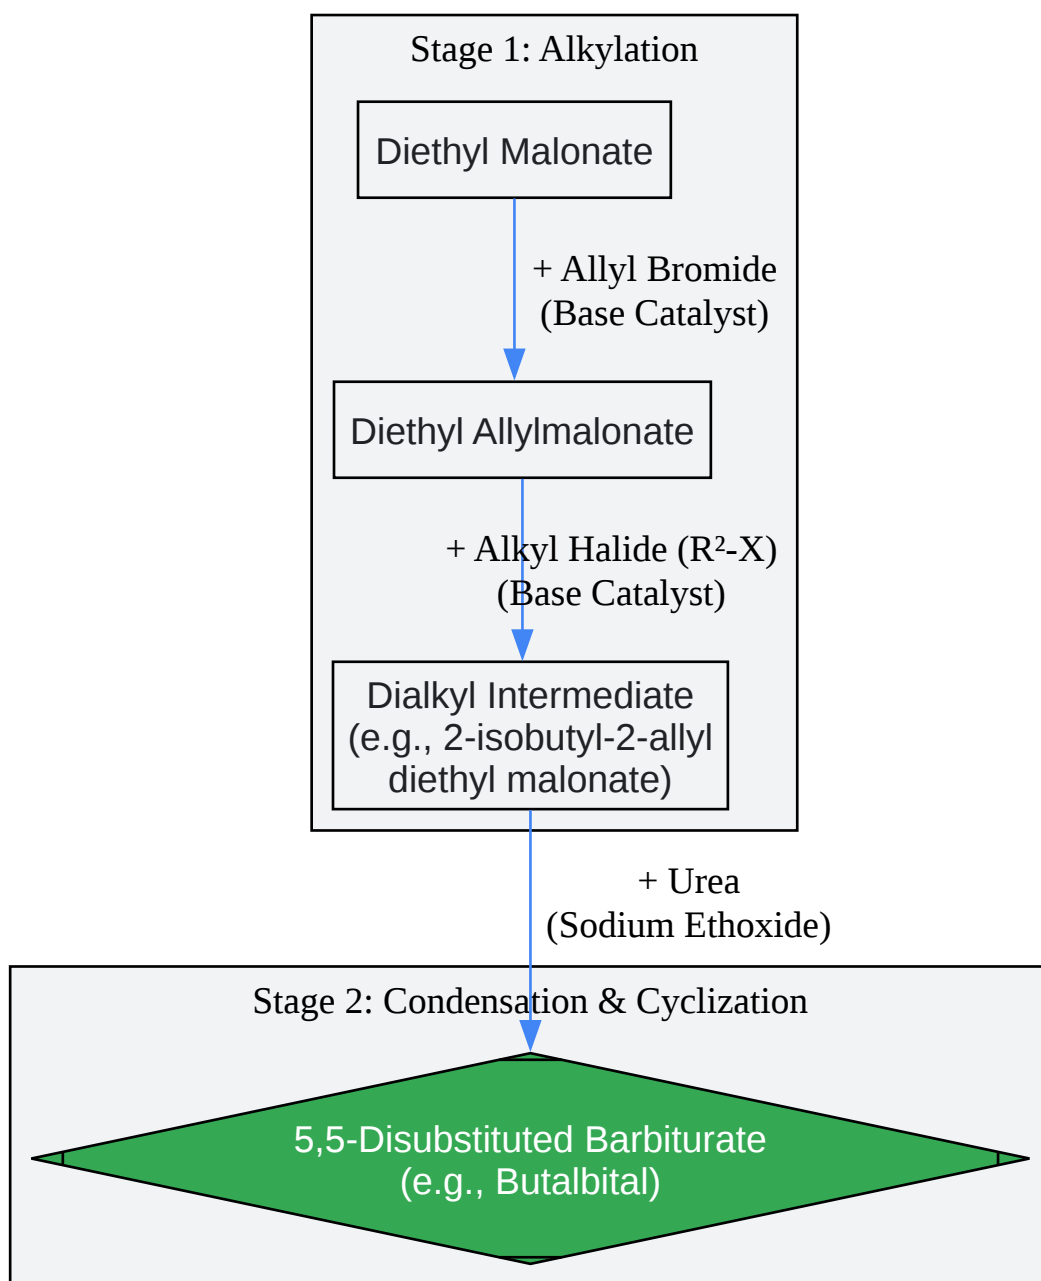 Stage 1: Alkylation
Diethyl Malonate
+ Allyl Bromide
(Base Catalyst)
Diethyl Allylmalonate
+ Alkyl Halide (R²-X)
(Base Catalyst)
Dialkyl Intermediate
(e.g., 2-isobutyl-2-allyl
diethyl malonate)
+ Urea
(Sodium Ethoxide)
Stage 2: Condensation & Cyclization
5,5-Disubstituted Barbiturate
(e.g., Butalbital)